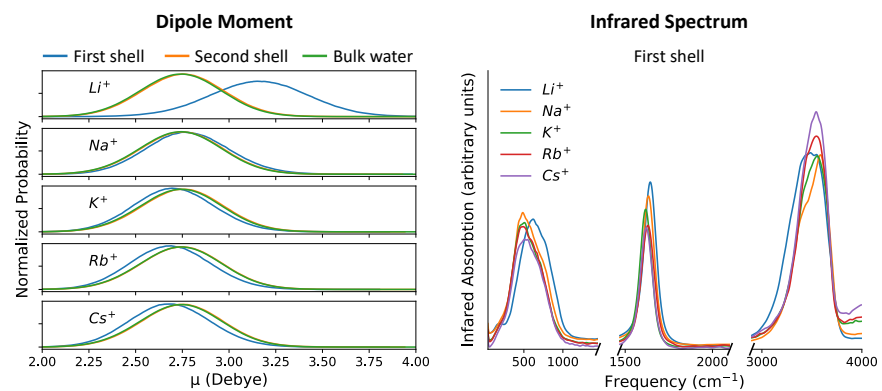 Dipole Moment
First shell Second shell Bulk water
Normalized Probability
Li+
Na+
K+
Rb+
Cs+
2.00 2.25 2.50 2.75 3.00 3.25 3.50 3.75 4.00
μ (Debye)
Infrared Spectrum
First shell
Infared Absorbtion (arbitrary units)
Li+
Na+
K+
Rb+
Cs+
500 1000 1500 2000 3000 4000
Frequency (cm⁻¹)